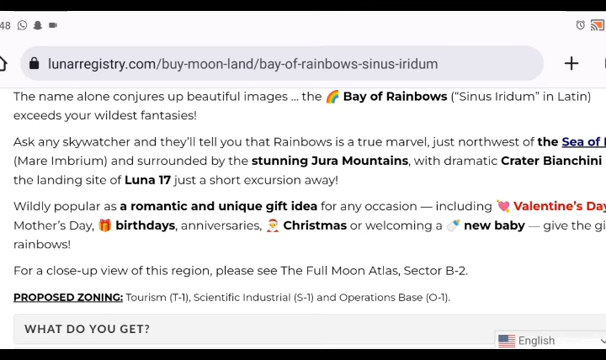 48
lunarregistry.com/buy-moon-land/bay-of-rainbows-sinus-iridum
The name alone conjures up beautiful images ... the 🌈 Bay of Rainbows (“Sinus Iridum” in Latin)
exceeds your wildest fantasies!
Ask any skywatcher and they’ll tell you that Rainbows is a true marvel, just northwest of the Sea of
(Mare Imbrium) and surrounded by the stunning Jura Mountains, with dramatic Crater Bianchini
the landing site of Luna 17 just a short excursion away!
Wildly popular as a romantic and unique gift idea for any occasion — including 💘 Valentine’s Day
Mother’s Day, 🎁 birthdays, anniversaries, 🎅 Christmas or welcoming a 🍼 new baby — give the
rainbows!
For a close-up view of this region, please see The Full Moon Atlas, Sector B-2.
PROPOSED ZONING: Tourism (T-1), Scientific Industrial (S-1) and Operations Base (O-1).
WHAT DO YOU GET?
English